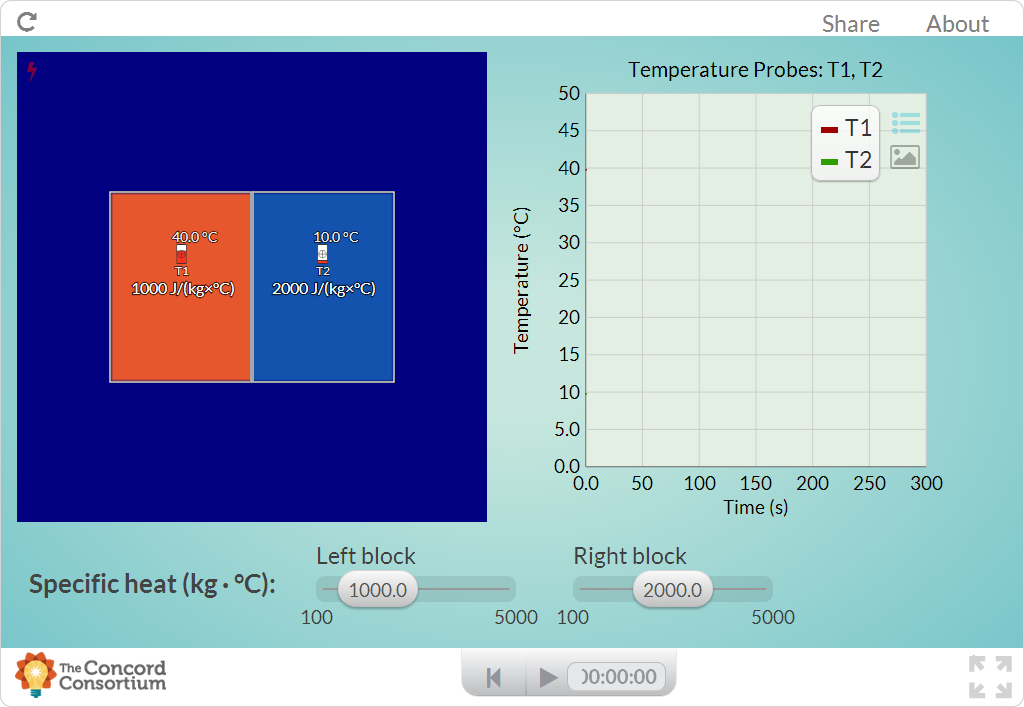 Share About
Temperature Probes: T1, T2
50
45
40
35
30
25
20
15
10
5.0
0.0
Temperature (°C)
T1
T2
0.0 50 100 150 200 250 300
Time (s)
40.0 °C 10.0 °C
T1 T2
1000 J/(kg×°C) 2000 J/(kg×°C)
Left block Right block
Specific heat (kg · °C):
1000.0 2000.0
100 5000 100 5000
The Concord
Consortium
00:00:00